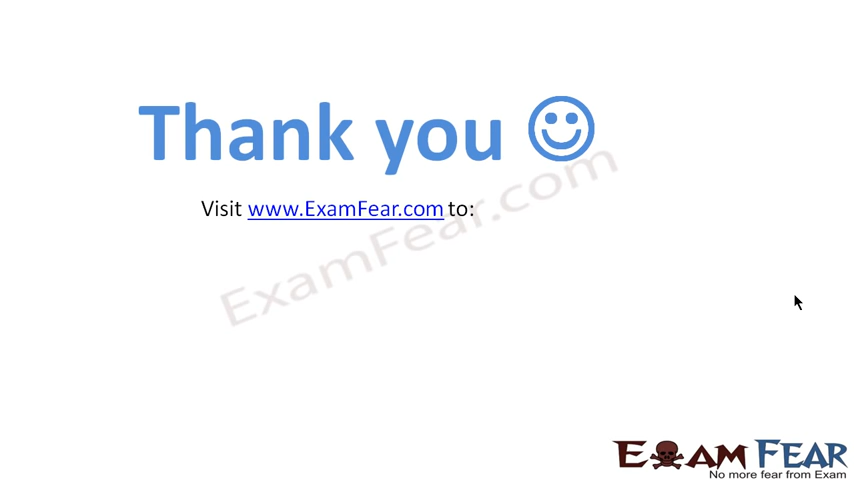 Thank you
Visit www.ExamFear.com to:
ExamFear.com
EXAM FEAR
No more fear from Exam